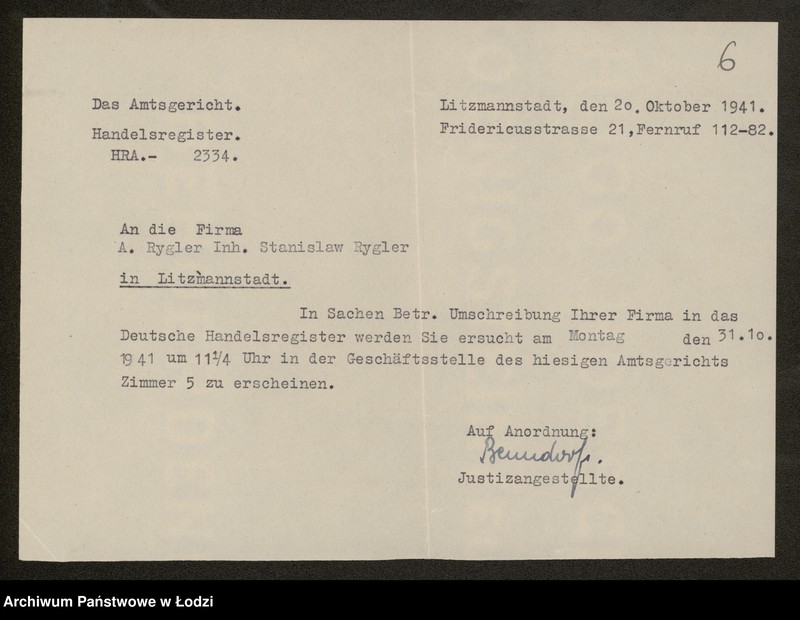 6
Das Amtsgericht.
Litzmannstadt, den 20. Oktober 1941.
Handelsregister.
Fridericusstrasse 21, Fernruf 112-82.
HRA.- 2334.
An die Firma
A. Rygler Inh. Stanislaw Rygler
in Litzmannstadt.
In Sachen Betr. Umschreibung Ihrer Firma in das
Deutsche Handelsregister werden Sie ersucht am Montag den 31.10.
1941 um 11 1/4 Uhr in der Geschäftsstelle des hiesigen Amtsgerichts
Zimmer 5 zu erscheinen.
Auf Anordnung:
Benndorf.
Justizangestellte.
Archiwum Państwowe w Łodzi